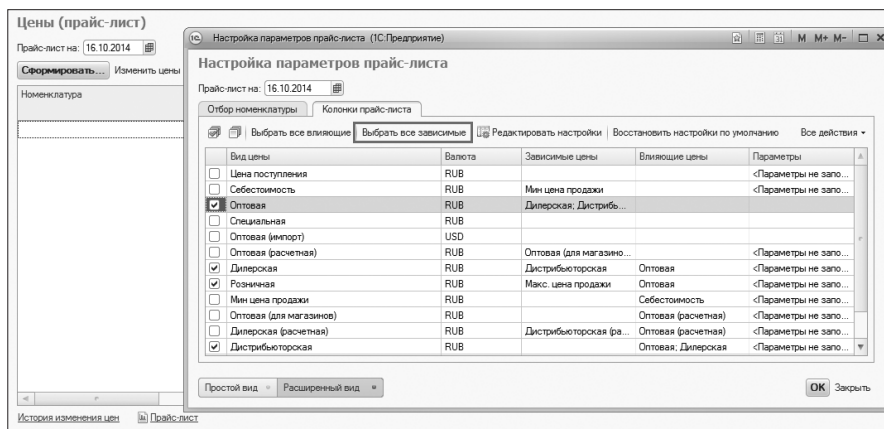 Цены (прайс-лист)
Прайс-лист на: 16.10.2014
Сформировать... Изменить цены
Номенклатура
История изменения цен Прайс-лист
Настройка параметров прайс-листа (1С:Предприятие) M M+ M-
Настройка параметров прайс-листа
Прайс-лист на: 16.10.2014
Отбор номенклатуры Колонки прайс-листа
Выбрать все влияющие Выбрать все зависимые Редактировать настройки Восстановить настройки по умолчанию Все действия
Вид цены Валюта Зависимые цены Влияющие цены Параметры
Цена поступления RUB <Параметры не запо...
Себестоимость RUB Мин цена продажи <Параметры не запо...
Оптовая RUB Дилерская; Дистрибь...
Специальная RUB
Оптовая (импорт) USD
Оптовая (расчетная) RUB Оптовая (для магазино... <Параметры не запо...
Дилерская RUB Дистрибьюторская Оптовая <Параметры не запо...
Розничная RUB Макс. цена продажи Оптовая <Параметры не запо...
Мин цена продажи RUB Себестоимость <Параметры не запо...
Оптовая (для магазинов) RUB Оптовая (расчетная) <Параметры не запо...
Дилерская (расчетная) RUB Дистрибьюторская (ра... Оптовая (расчетная) <Параметры не запо...
Дистрибьюторская RUB Оптовая; Дилерская <Параметры не запо...
Простой вид Расширенный вид OK Закрыть